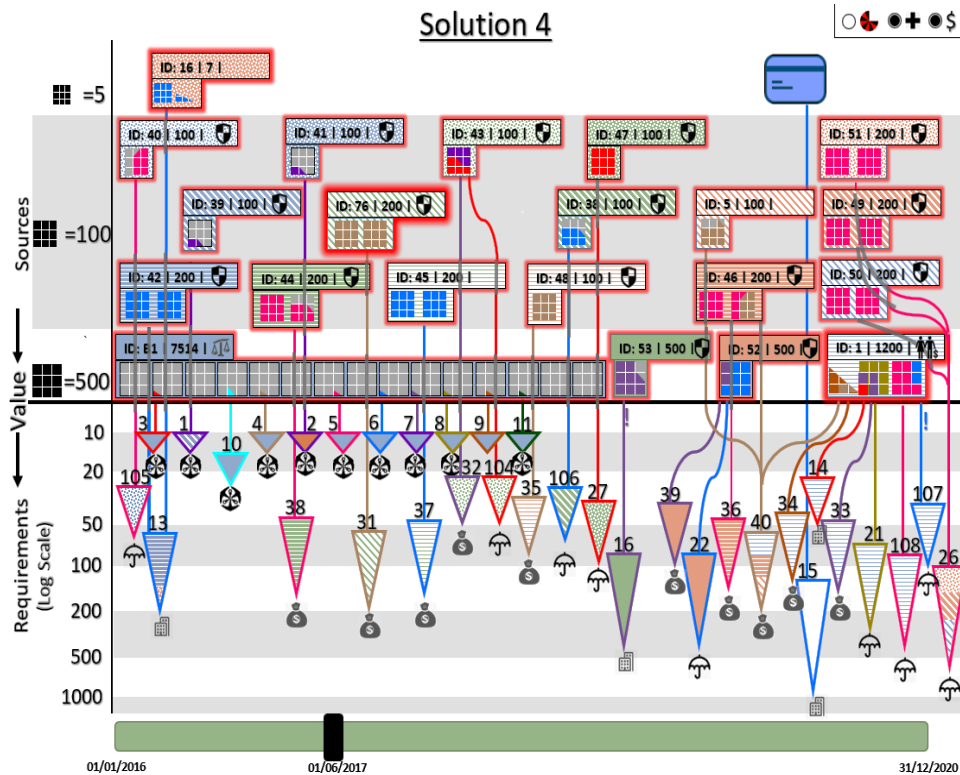 Solution 4
$
ID: 16 | 7 |
=5
ID: 40 | 100 |
ID: 41 | 100 |
ID: 43 | 100 |
ID: 47 | 100 |
ID: 51 | 200 |
Sources
ID: 39 | 100 |
ID: 76 | 200 |
ID: 38 | 100 |
ID: 5 | 100 |
ID: 49 | 200 |
=100
ID: 42 | 200 |
ID: 44 | 200 |
ID: 45 | 200 |
ID: 48 | 100 |
ID: 46 | 200 |
ID: 50 | 200 |
ID: 81 | 7514 |
ID: 53 | 500 |
ID: 52 | 500 |
ID: 1 | 1200 |
=500
Value
10
3 1 10 4 2 5 6 7 8 9 11
! !
20
105 32 104 35 106 27 39 14 107
50
13 38 31 37 16 22 36 40 34 33 21 108 26
100
15
200
500
1000
Requirements
(Log Scale)
01/01/2016
01/06/2017
31/12/2020